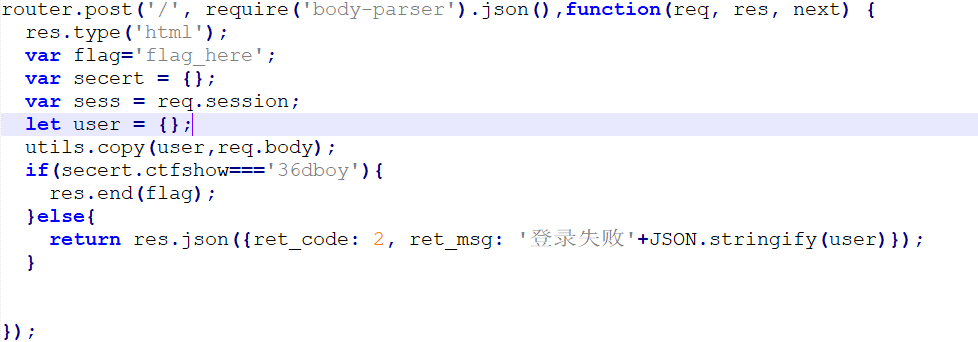 router.post('/', require('body-parser').json(),function(req, res, next) {
  res.type('html');
  var flag='flag_here';
  var secert = {};
  var sess = req.session;
  let user = {};
  utils.copy(user,req.body);
  if(secert.ctfshow==='36dboy'){
    res.end(flag);
  }else{
    return res.json({ret_code: 2, ret_msg: '登录失败'+JSON.stringify(user)});
  }
});